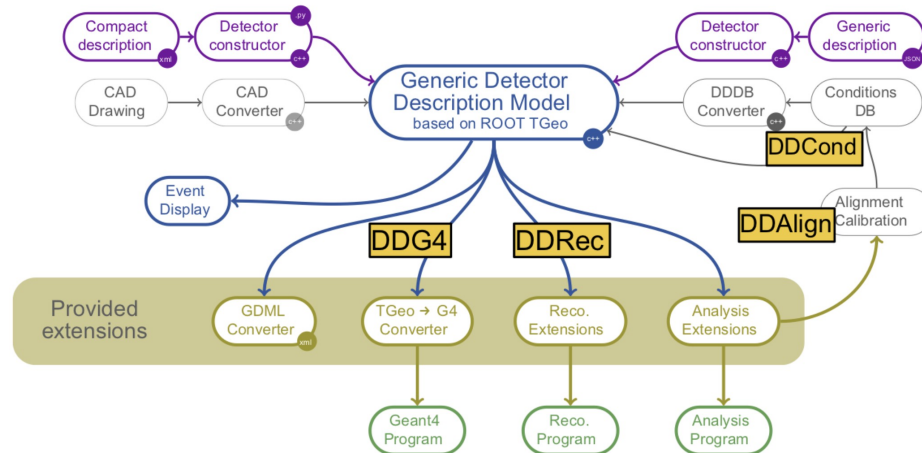 Compact
description
xml
Detector
constructor
.py
c++
Detector
constructor
c++
Generic
description
JSON
CAD
Drawing
CAD
Converter
c++
Generic Detector
Description Model
based on ROOT TGeo
c++
DDDB
Converter
c++
Conditions
DB
DDCond
Event
Display
DDG4
DDRec
DDAlign
Alignment
Calibration
Provided
extensions
GDML
Converter
xml
TGeo → G4
Converter
Reco.
Extensions
Analysis
Extensions
Geant4
Program
Reco.
Program
Analysis
Program